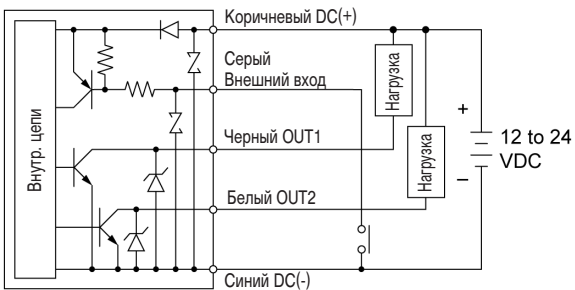 Коричневый DC(+)
Серый
Внешний вход
Черный OUT1
Белый OUT2
Синий DC(-)
Внутр. цепи
Нагрузка
Нагрузка
+
12 to 24
VDC
−